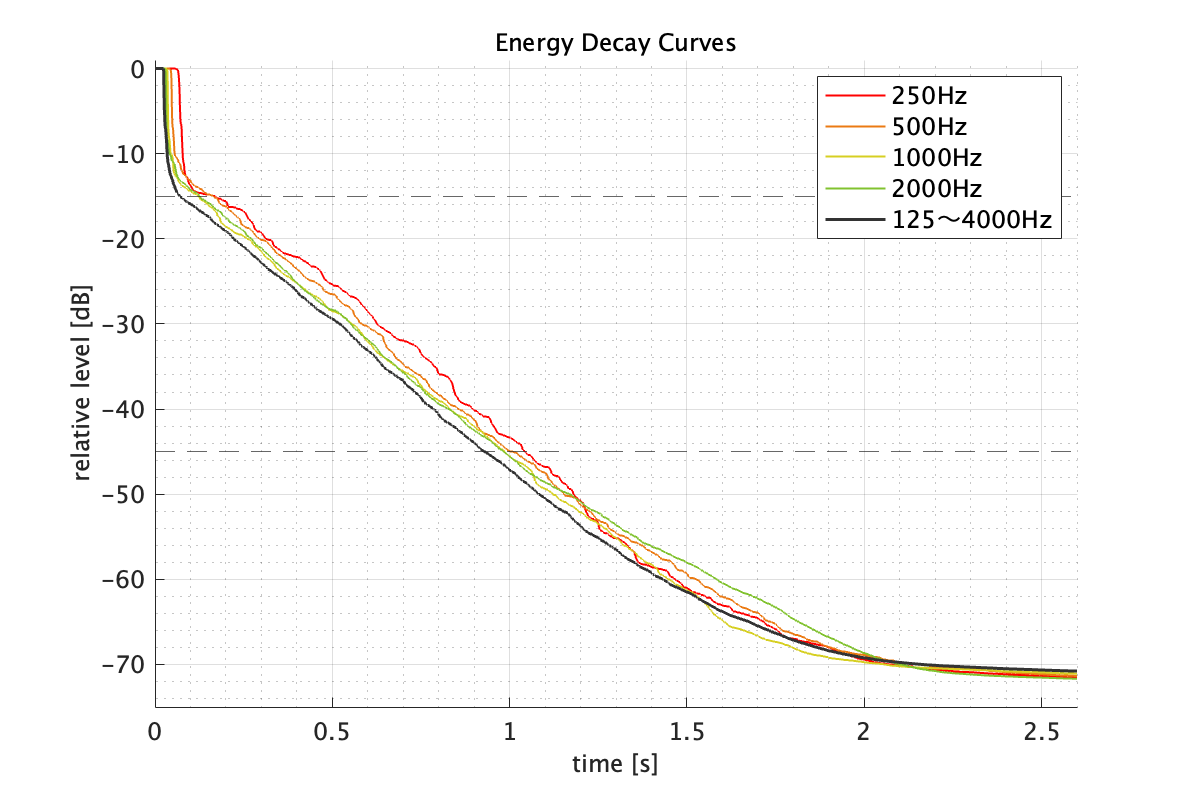 Energy Decay Curves
0
−10
−20
−30
−40
−50
−60
−70
relative level [dB]
250Hz
500Hz
1000Hz
2000Hz
125～4000Hz
0
0.5
1
1.5
2
2.5
time [s]